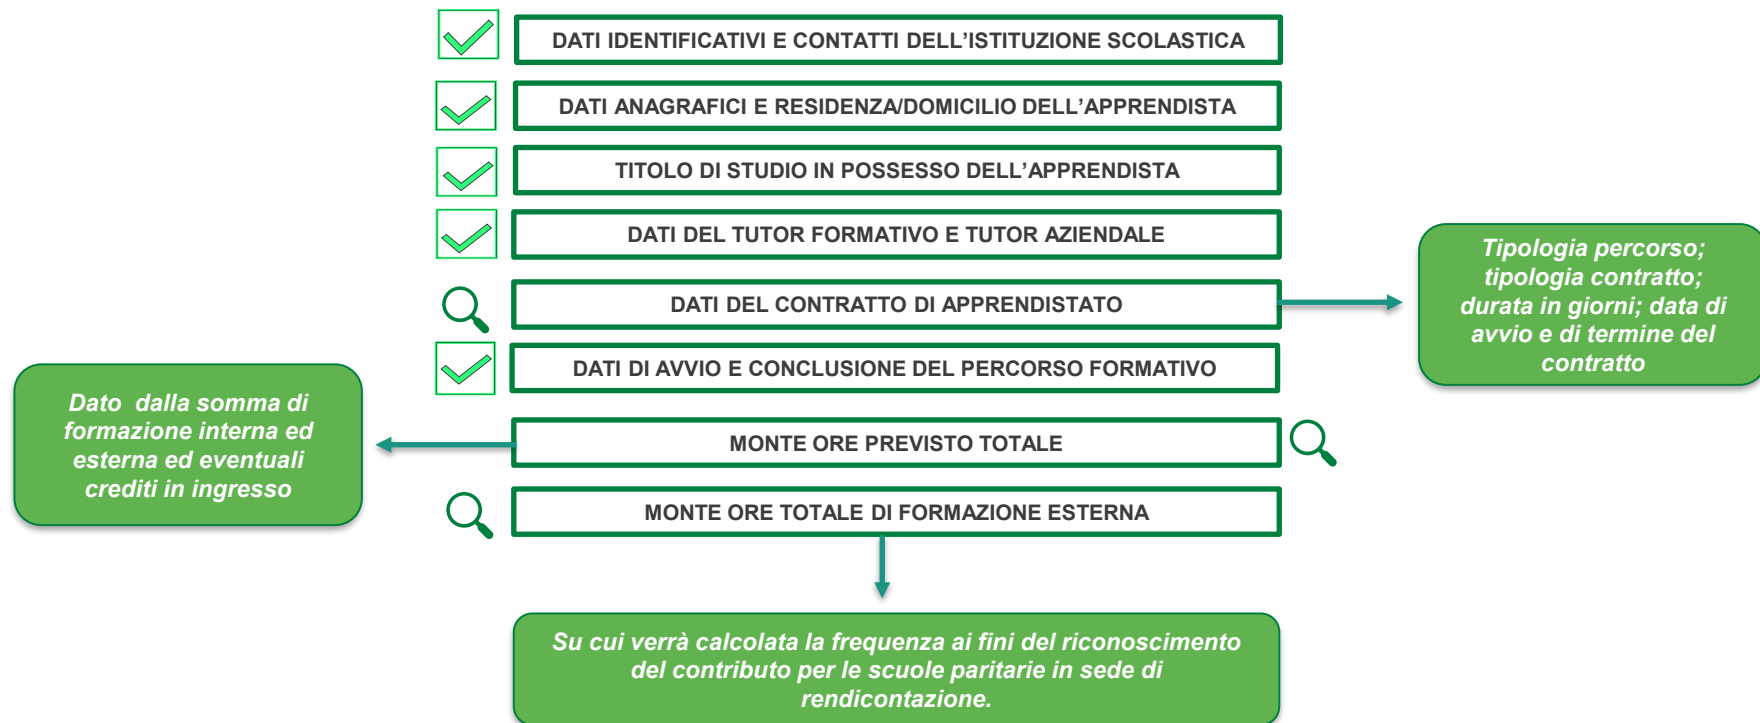 DATI IDENTIFICATIVI E CONTATTI DELL’ISTITUZIONE SCOLASTICA
DATI ANAGRAFICI E RESIDENZA/DOMICILIO DELL’APPRENDISTA
TITOLO DI STUDIO IN POSSESSO DELL’APPRENDISTA
DATI DEL TUTOR FORMATIVO E TUTOR AZIENDALE
DATI DEL CONTRATTO DI APPRENDISTATO
Tipologia percorso;
tipologia contratto;
durata in giorni; data di
avvio e di termine del
contratto
DATI DI AVVIO E CONCLUSIONE DEL PERCORSO FORMATIVO
MONTE ORE PREVISTO TOTALE
Dato dalla somma di
formazione interna ed
esterna ed eventuali
crediti in ingresso
MONTE ORE TOTALE DI FORMAZIONE ESTERNA
Su cui verrà calcolata la frequenza ai fini del riconoscimento
del contributo per le scuole paritarie in sede di
rendicontazione.